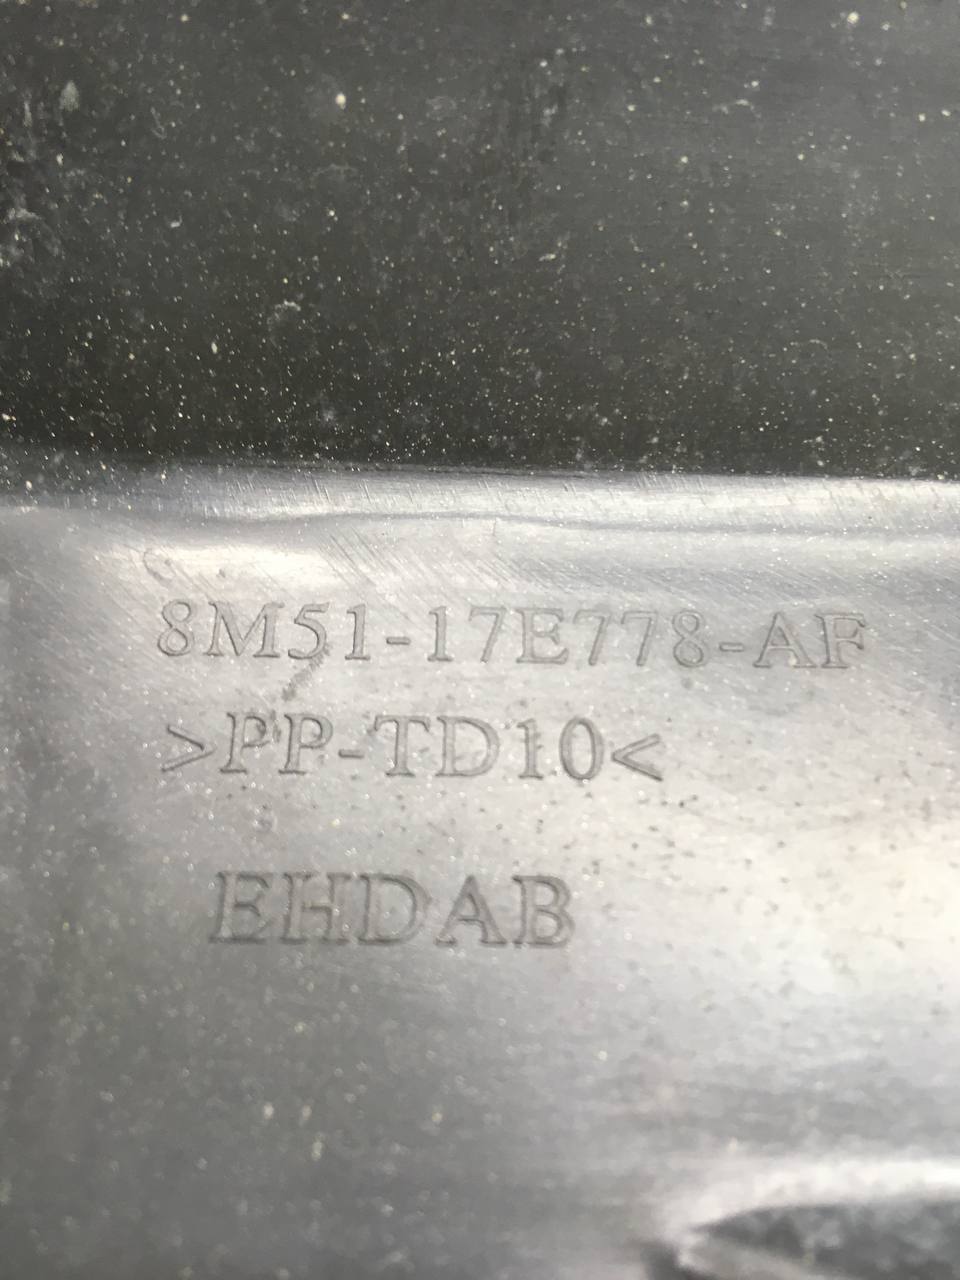 8M51-17E778-AF
>PP-TD10<
EHDAB